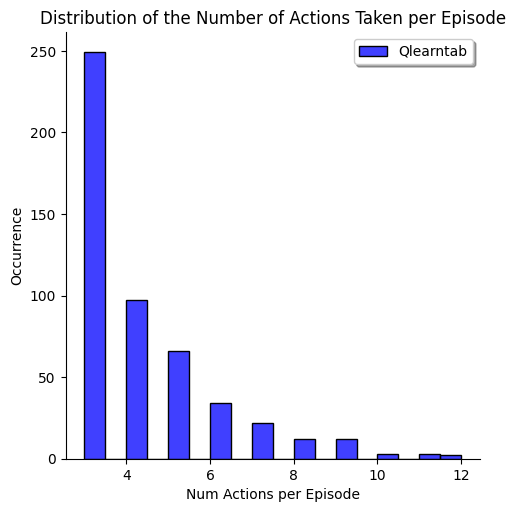 Distribution of the Number of Actions Taken per Episode
Qlearntab
250
200
150
100
50
0
Occurrence
4 6 8 10 12
Num Actions per Episode